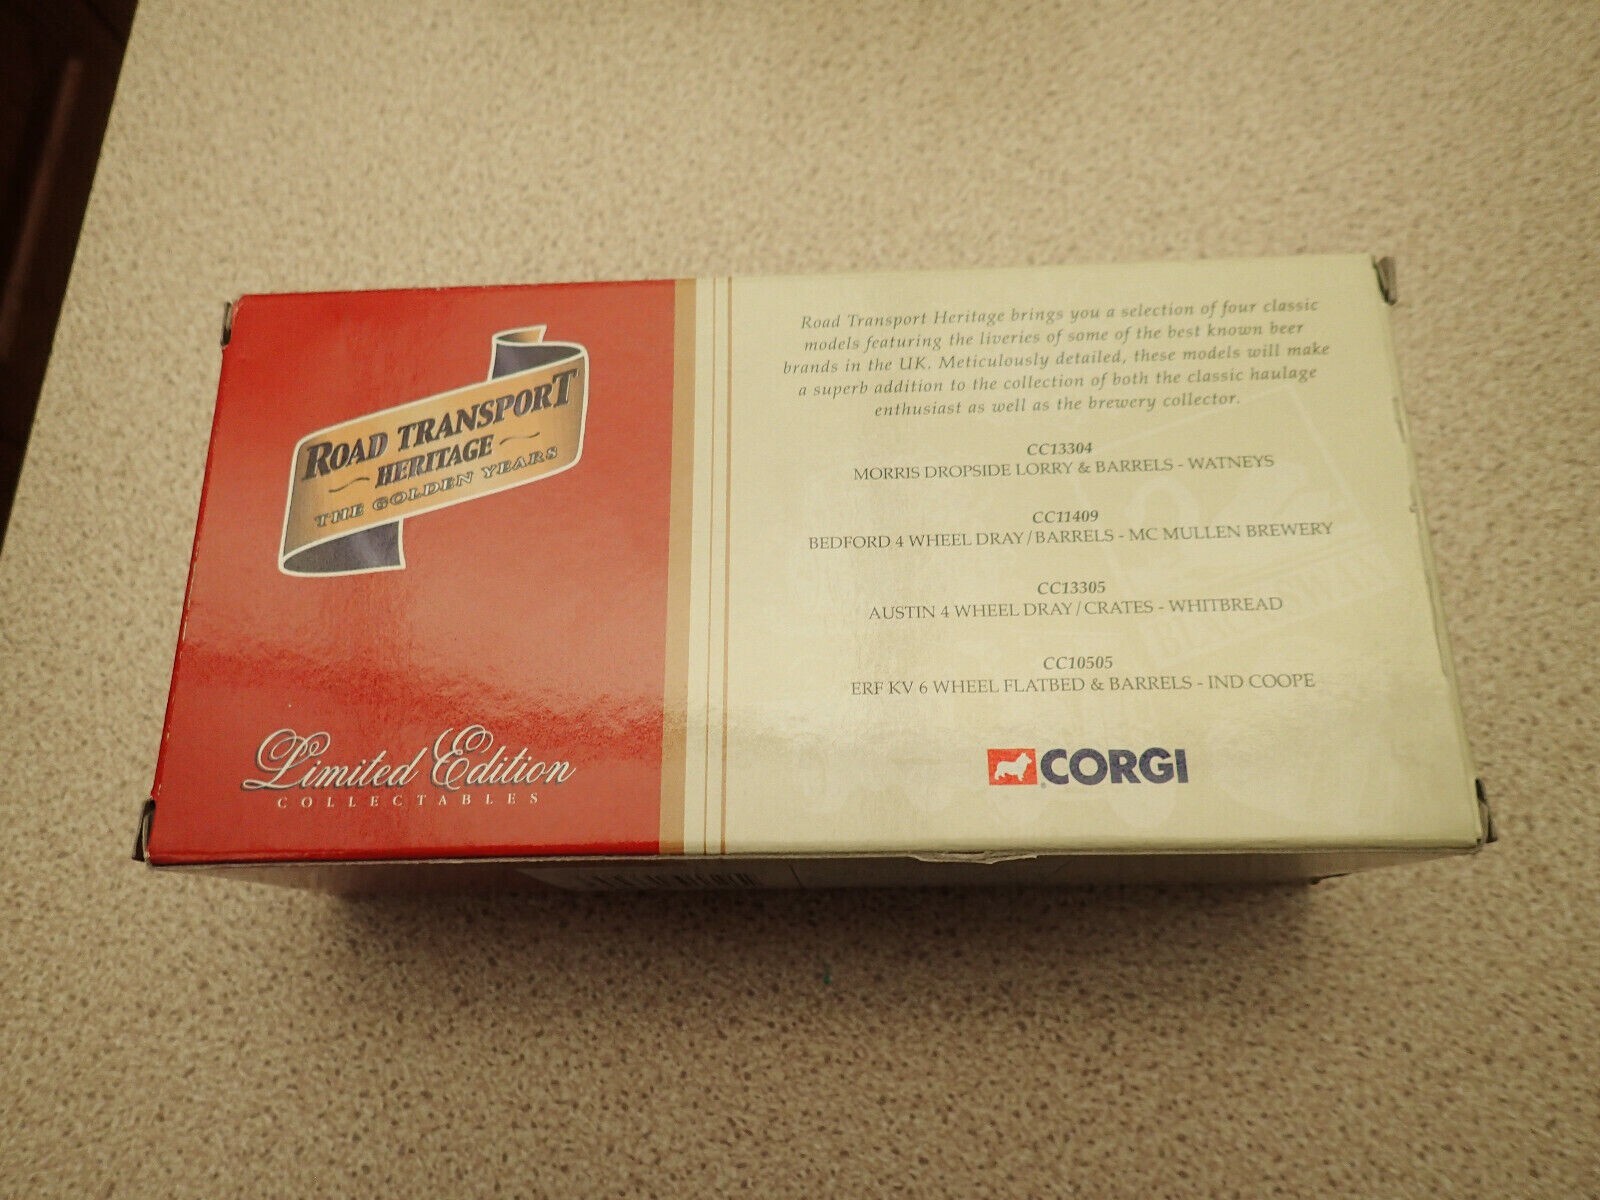 ROAD TRANSPORT
HERITAGE
THE GOLDEN YEARS
Limited Edition
COLLECTABLES
Road Transport Heritage brings you a selection of four classic
models featuring the liveries of some of the best known beer
brands in the UK. Meticulously detailed, these models will make
a superb addition to the collection of both the classic haulage
enthusiast as well as the brewery collector.
CC13304
MORRIS DROPSIDE LORRY & BARRELS - WATNEYS
CC11409
BEDFORD 4 WHEEL DRAY/BARRELS - MC MULLEN BREWERY
CC13305
AUSTIN 4 WHEEL DRAY/CRATES - WHITBREAD
CC10505
ERF KV 6 WHEEL FLATBED & BARRELS - IND COOPE
CORGI